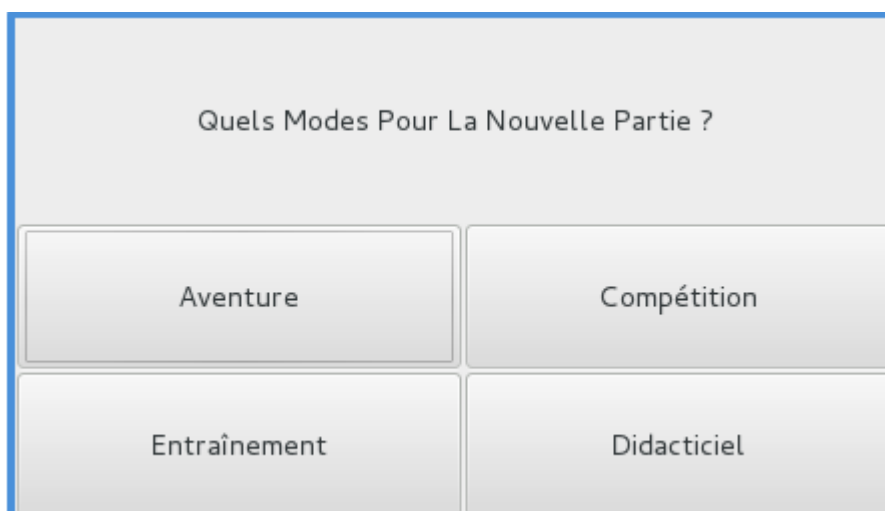 Quels Modes Pour La Nouvelle Partie ?
Aventure
Compétition
Entraînement
Didacticiel